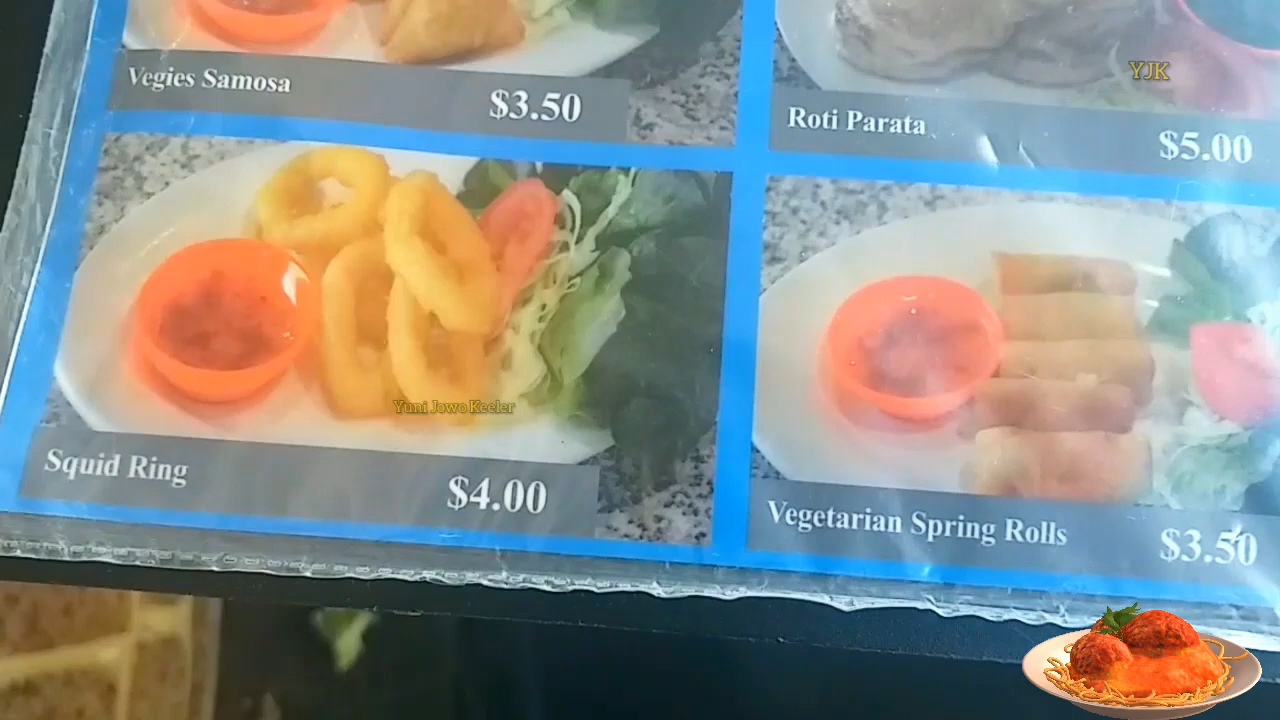 Vegies Samosa
$3.50
YJK
Roti Parata
$5.00
Yuni Jowo Keeler
Squid Ring
$4.00
Vegetarian Spring Rolls
$3.50